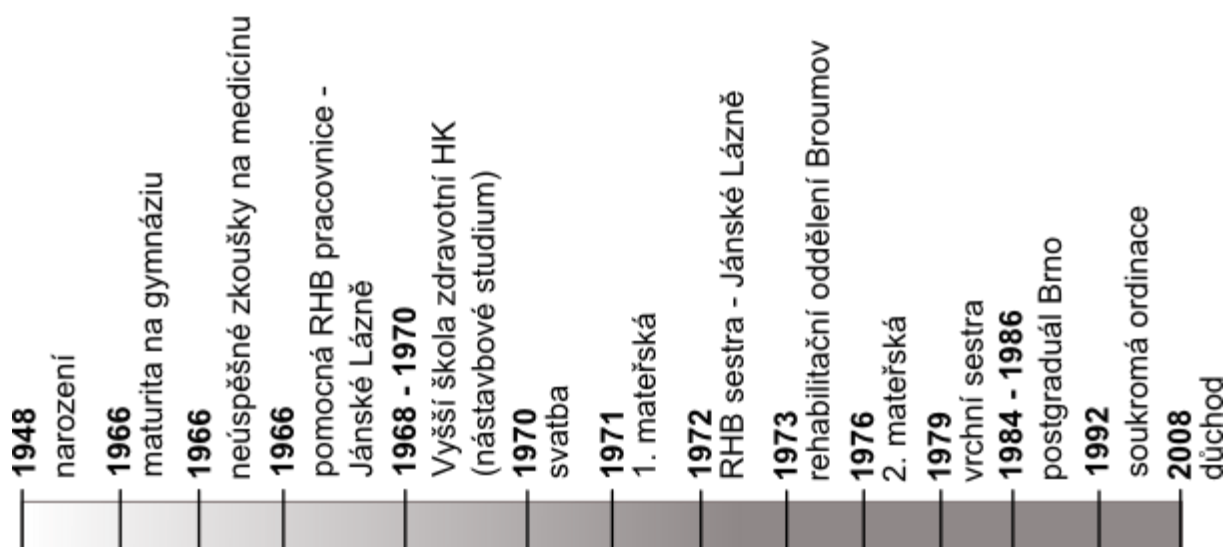 1948
narození
1966
maturita na gymnáziu
1966
neúspěšné zkoušky na medicínu
1966
pomocná RHB pracovnice -
Jánské Lázně
1968 - 1970
Vyšší škola zdravotní HK
(nástavbové studium)
1970
svatba
1971
1. mateřská
1972
RHB sestra - Jánské Lázně
1973
rehabilitační oddělení Broumov
1976
2. mateřská
1979
vrchní sestra
1984 - 1986
postgraduál Brno
1992
soukromá ordinace
2008
důchod